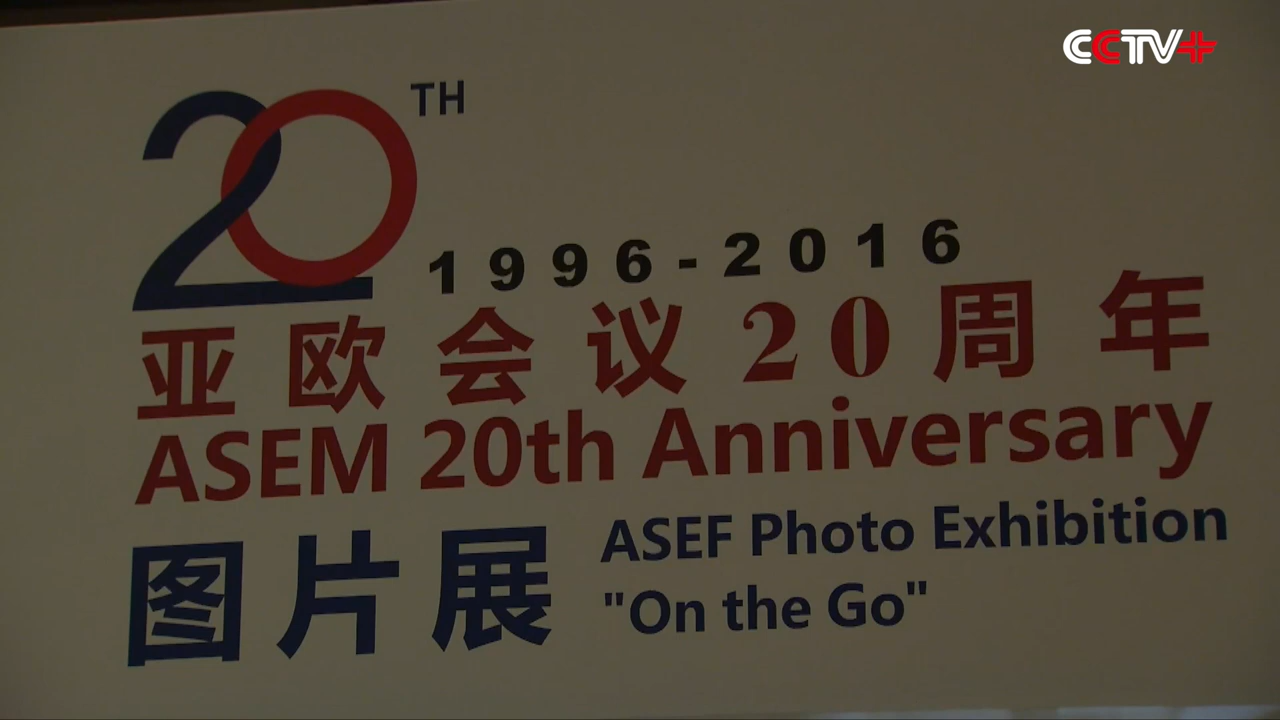 CCTV+
20TH
1996-2016
亚欧会议20周年
ASEM 20th Anniversary
图片展
ASEF Photo Exhibition
"On the Go"